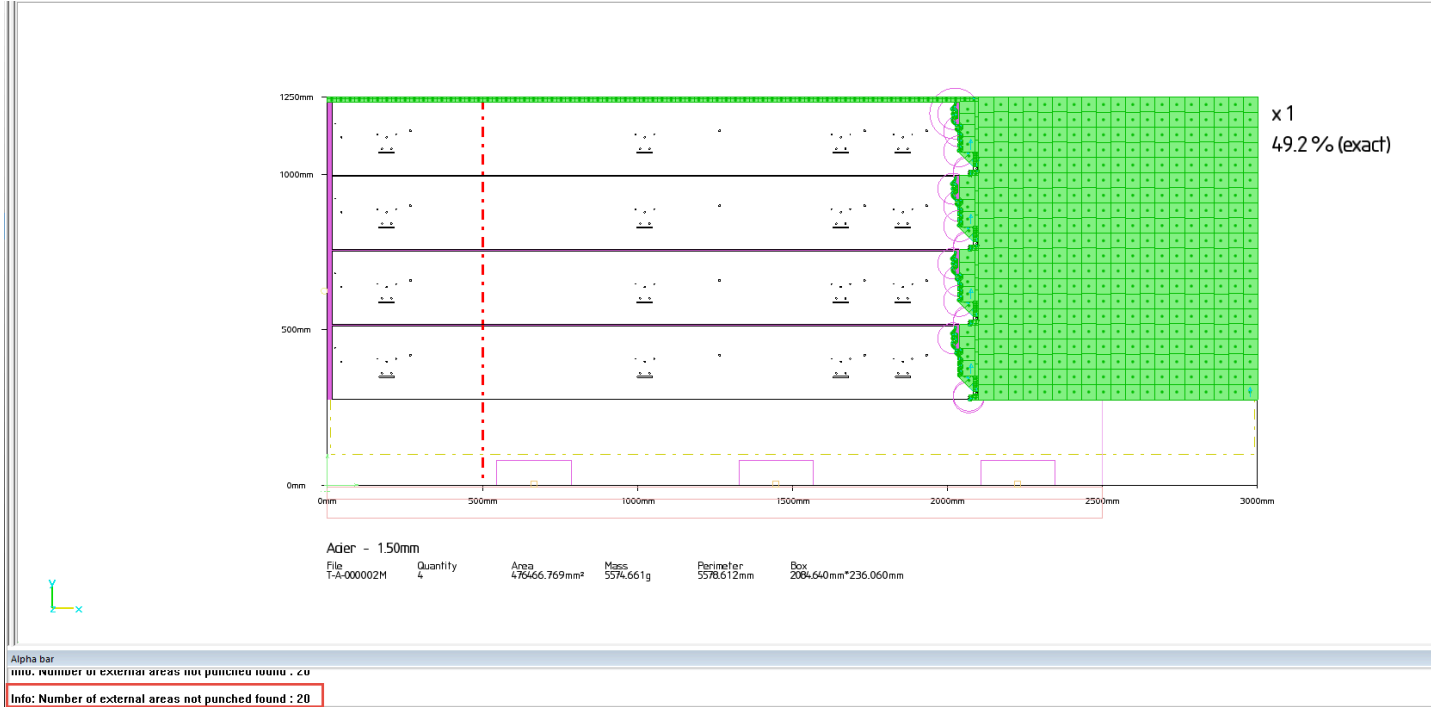 1250mm
x 1
49.2 % (exact)
1000mm
500mm
0mm
0mm 500mm 1000mm 1500mm 2000mm 2500mm 3000mm
Acier - 1.50mm
File Quantity Area Mass Perimeter Box
T-A-000002M 4 476466.769mm² 5574.661g 5578.612mm 2084.640mm*236.060mm
Y
Z X
Alpha bar
Info: Number of external areas not punched found : 20
Info: Number of external areas not punched found : 20